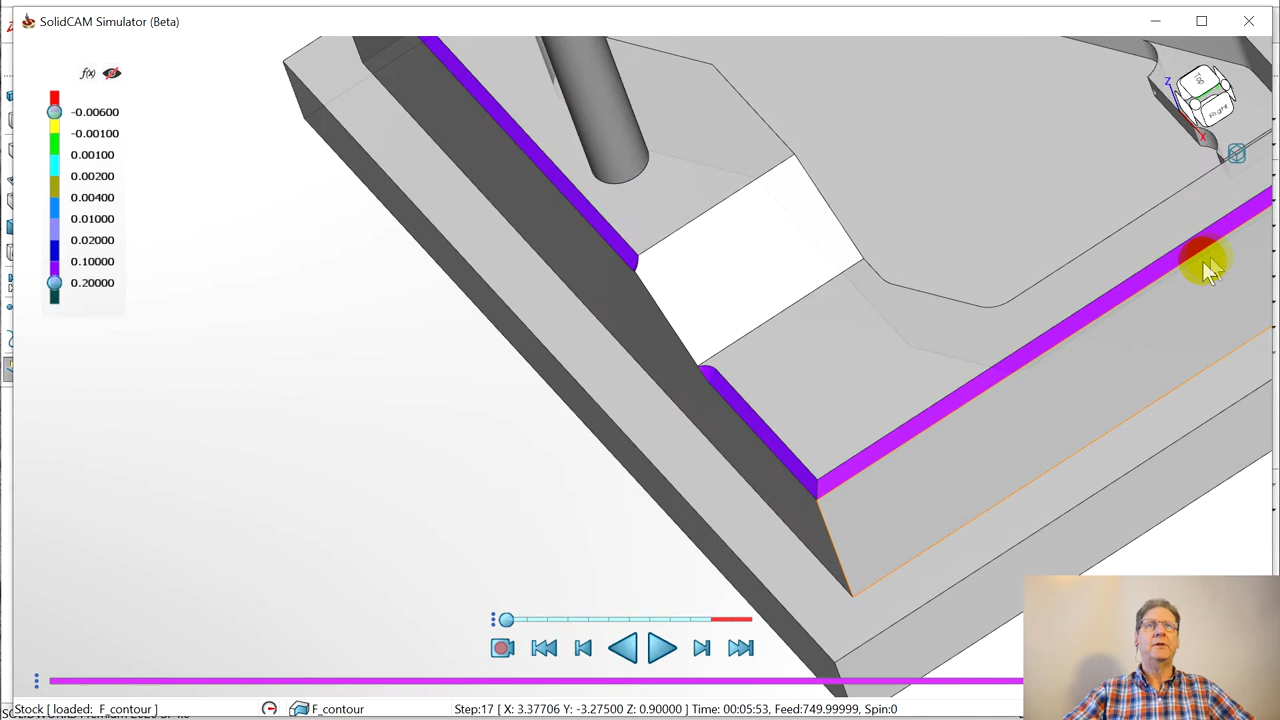 SolidCAM Simulator (Beta)
f(x)
-0.00600
-0.00100
0.00100
0.00200
0.00400
0.01000
0.02000
0.10000
0.20000
Z
Top
Right
X
Stock [ loaded: F_contour ]
F_contour
Step:17 [ X: 3.37706 Y: -3.27500 Z: 0.90000 ] Time: 00:05:53, Feed:749.99999, Spin:0